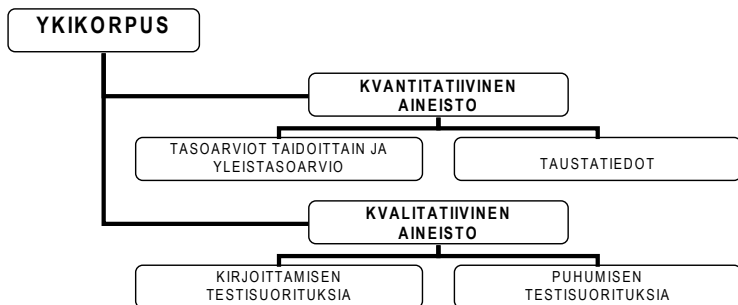 YKIKORPUS
KVANTITATIIVINEN
AINEISTO
TASOARVIOT TAIDOITTAIN JA
YLEISTASOARVIO
TAUSTATIEDOT
KVALITATIIVINEN
AINEISTO
KIRJOITTAMISEN
TESTISUORITUKSIA
PUHUMISEN
TESTISUORITUKSIA